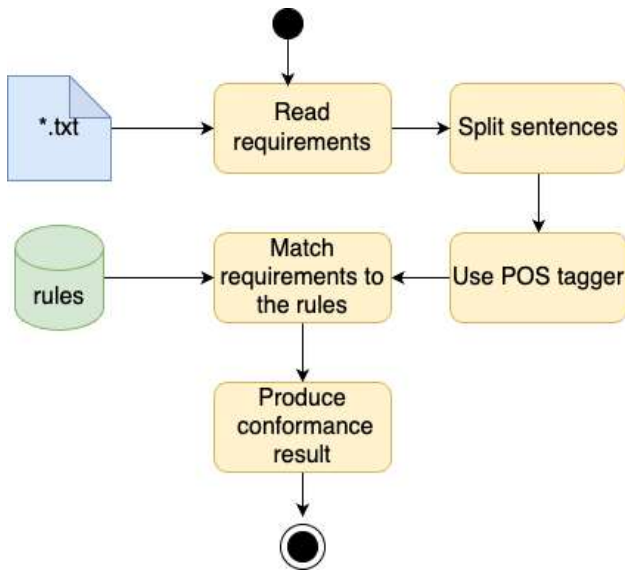 *.txt
Read
requirements
Split sentences
rules
Match
requirements to
the rules
Use POS tagger
Produce
conformance
result